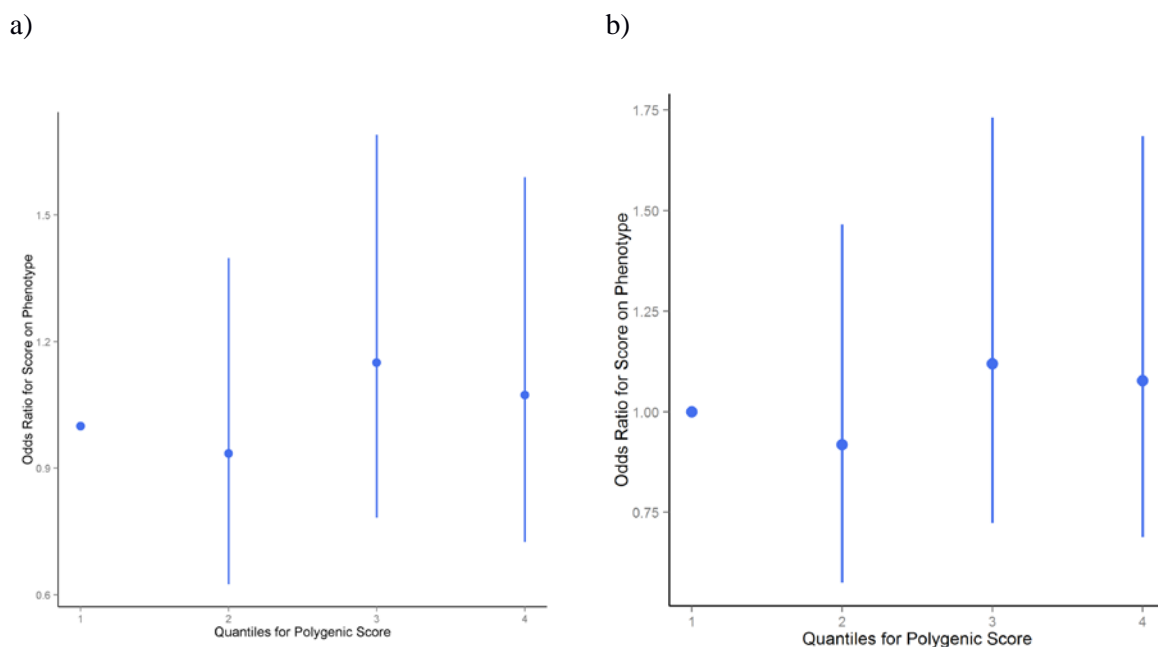 a)
b)
Odds Ratio for Score on Phenotype
1.5
1.2
0.9
0.6
1 2 3 4
Quantiles for Polygenic Score
Odds Ratio for Score on Phenotype
1.75
1.50
1.25
1.00
0.75
1 2 3 4
Quantiles for Polygenic Score